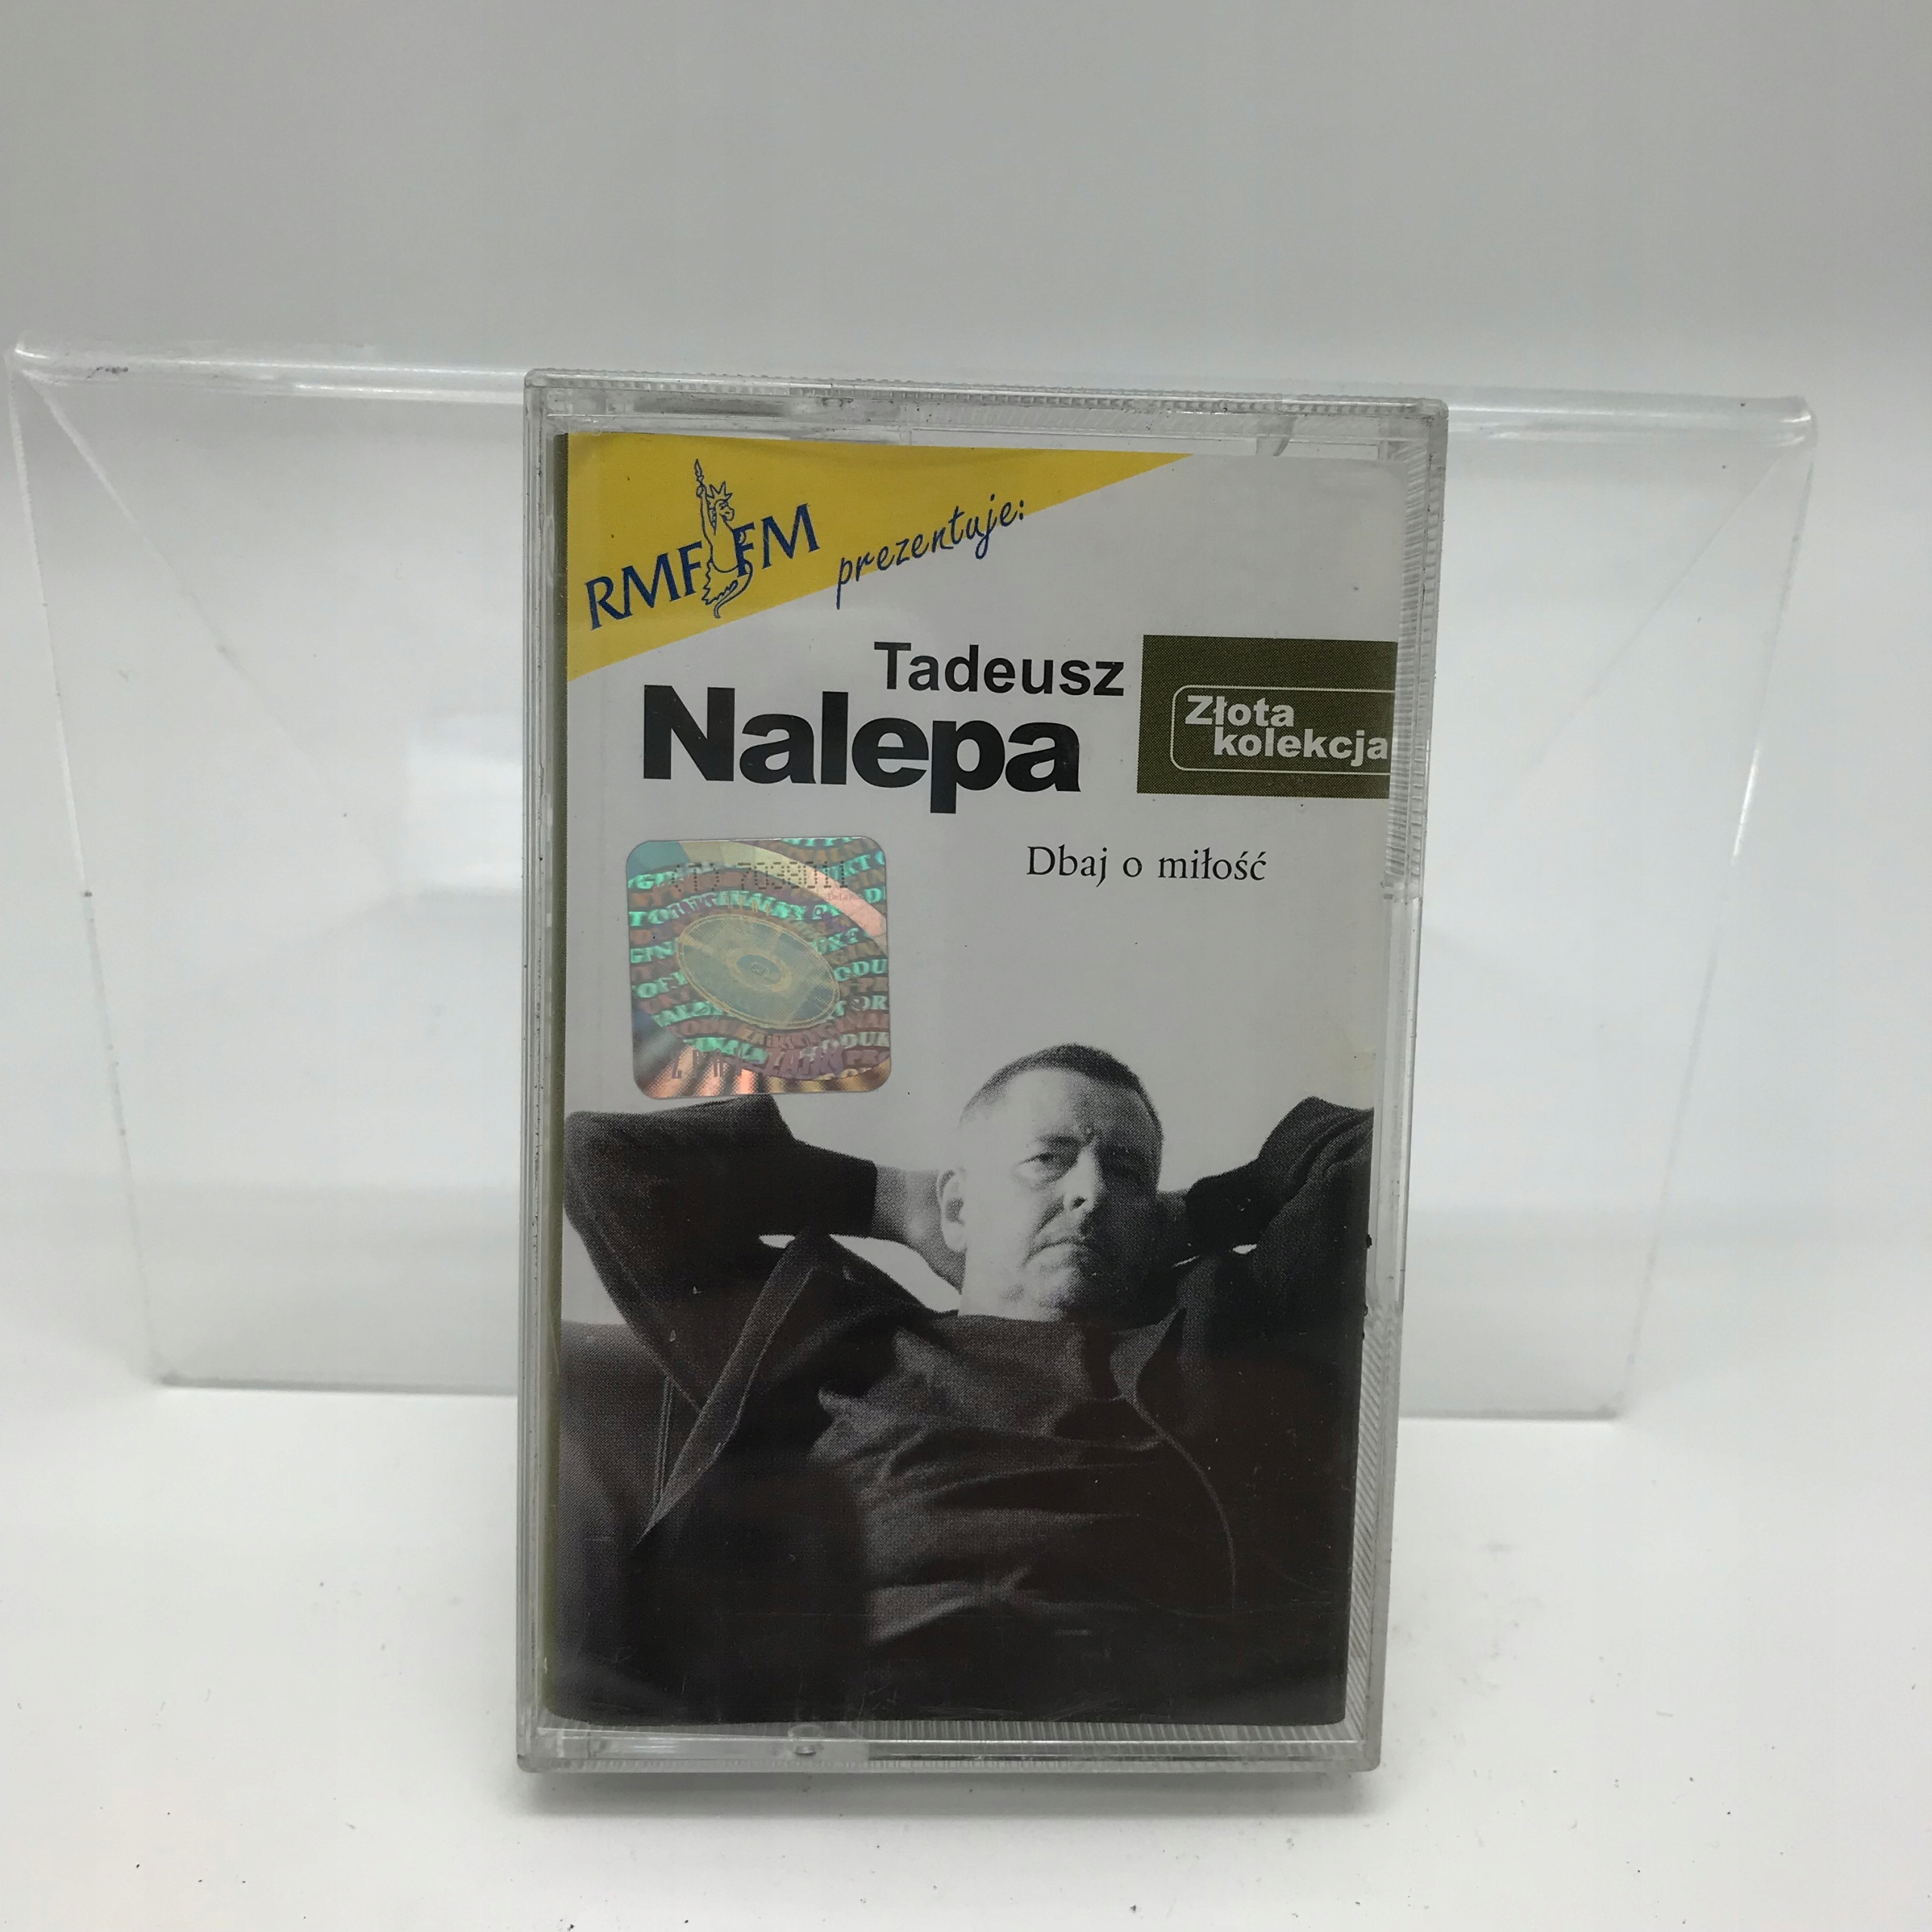 RMF FM prezentuje:
Tadeusz
Nalepa
Złota
kolekcja
Dbaj o miłość